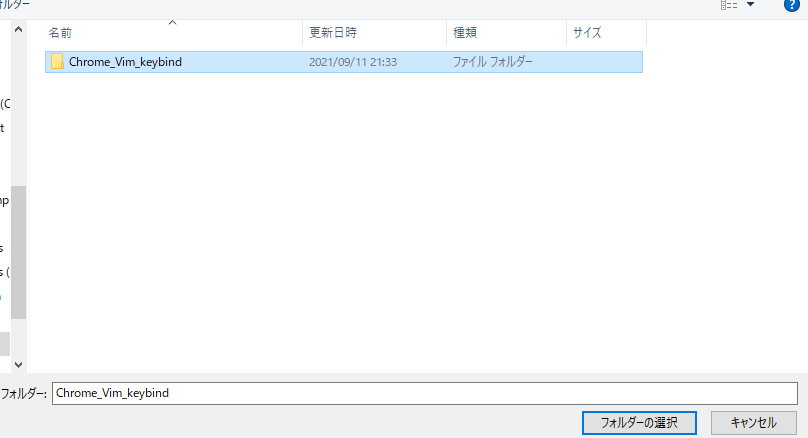 ォルダー
名前 更新日時 種類 サイズ
Chrome_Vim_keybind 2021/09/11 21:33 ファイル フォルダー
(C
t
np
s
s (
フォルダー: Chrome_Vim_keybind
フォルダーの選択 キャンセル